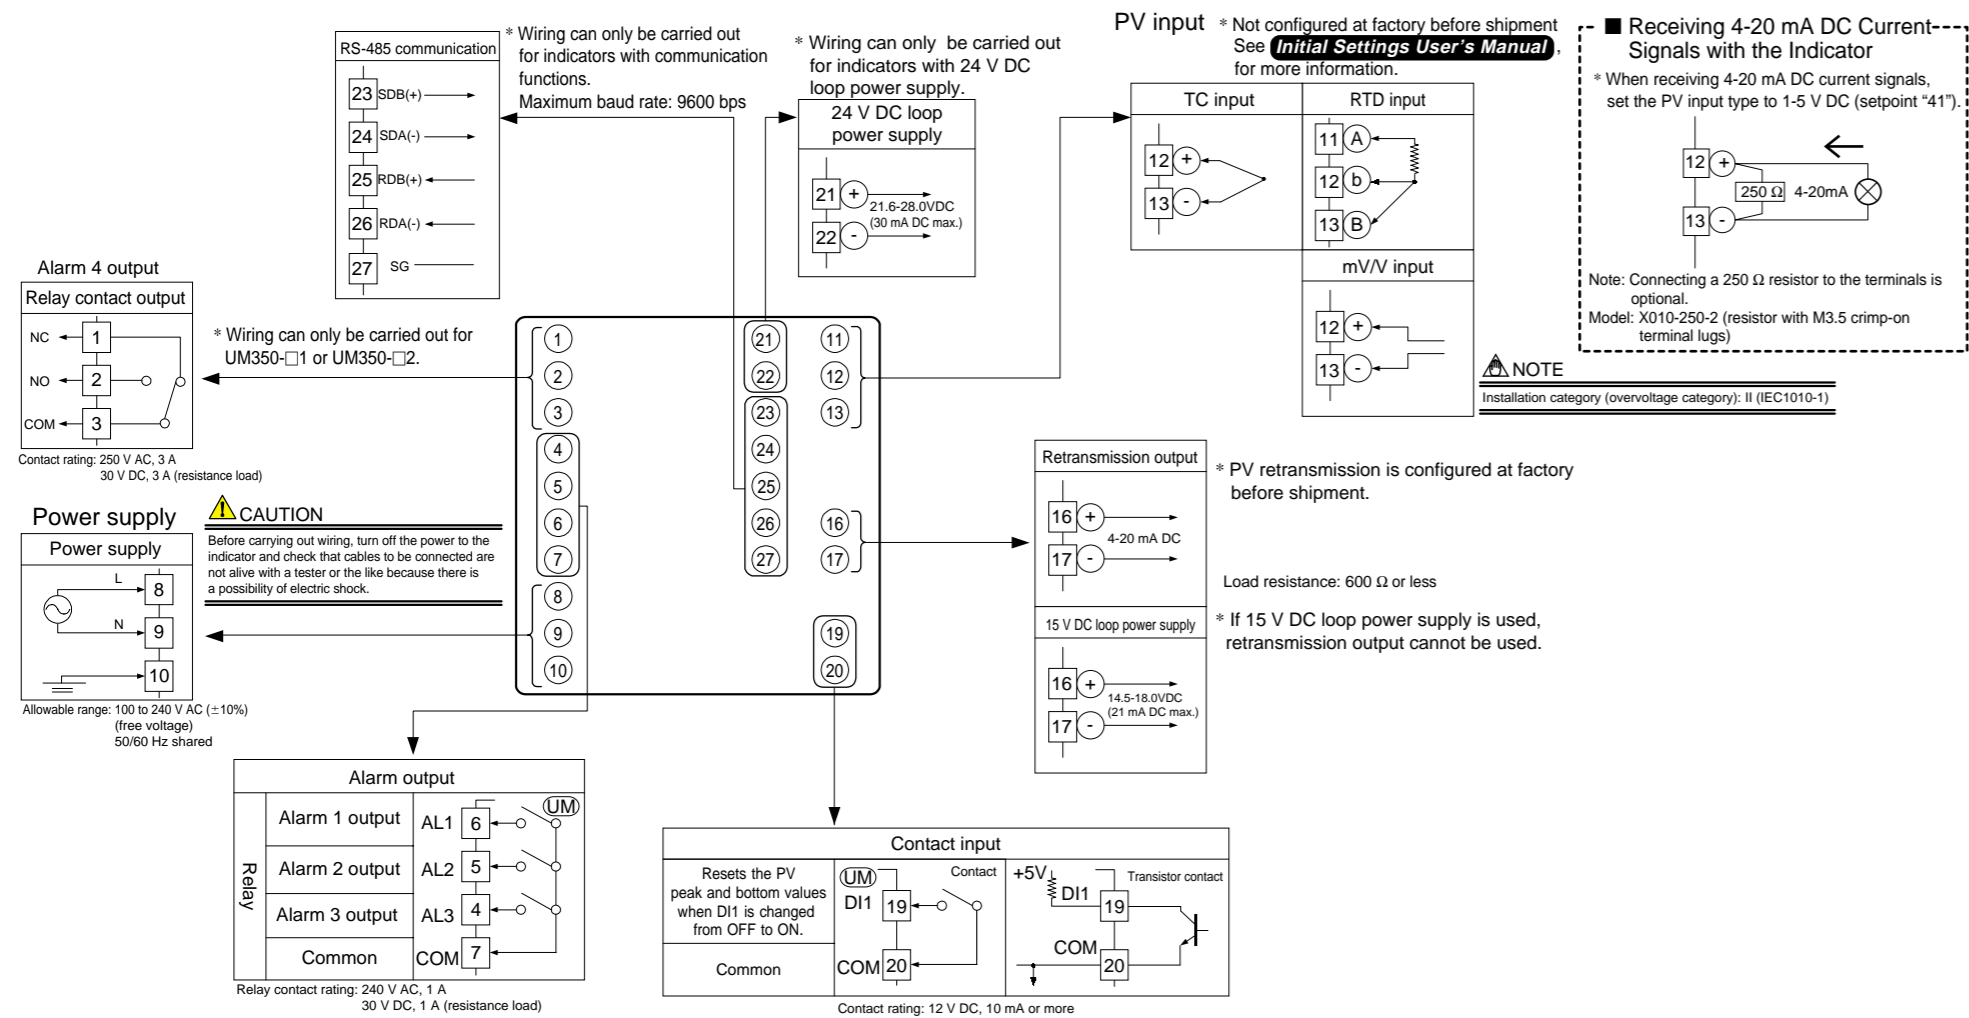 RS-485 communication
23 SDB(+)
24 SDA(-)
25 RDB(+)
26 RDA(-)
27 SG
* Wiring can only be carried out
for indicators with communication
functions.
Maximum baud rate: 9600 bps
* Wiring can only be carried out
for indicators with 24 V DC
loop power supply.
24 V DC loop
power supply
21 +
21.6-28.0VDC
(30 mA DC max.)
22 -
PV input
* Not configured at factory before shipment
See Initial Settings User's Manual,
for more information.
TC input
12 +
13 -
RTD input
11 A
12 b
13 B
mV/V input
12 +
13 -
■ Receiving 4-20 mA DC Current
Signals with the Indicator
* When receiving 4-20 mA DC current signals,
set the PV input type to 1-5 V DC (setpoint “41”).
12 +
250 Ω 4-20mA
13 -
Note: Connecting a 250 Ω resistor to the terminals is
optional.
Model: X010-250-2 (resistor with M3.5 crimp-on
terminal lugs)
NOTE
Installation category (overvoltage category): II (IEC1010-1)
Alarm 4 output
Relay contact output
NC 1
NO 2
COM 3
Contact rating: 250 V AC, 3 A
30 V DC, 3 A (resistance load)
* Wiring can only be carried out for
UM350-□1 or UM350-□2.
1 21 11
2 22 12
3 23 13
4 24
5 25
6 26 16
7 27 17
8
9 19
10 20
Power supply
Power supply
L 8
N 9
10
Allowable range: 100 to 240 V AC (±10%)
(free voltage)
50/60 Hz shared
CAUTION
Before carrying out wiring, turn off the power to the
indicator and check that cables to be connected are
not alive with a tester or the like because there is
a possibility of electric shock.
Retransmission output
16 +
4-20 mA DC
17 -
* PV retransmission is configured at factory
before shipment.
Load resistance: 600 Ω or less
15 V DC loop power supply
16 +
14.5-18.0VDC
(21 mA DC max.)
17 -
* If 15 V DC loop power supply is used,
retransmission output cannot be used.
Alarm output
Relay
UM
Alarm 1 output AL1 6
Alarm 2 output AL2 5
Alarm 3 output AL3 4
Common COM 7
Relay contact rating: 240 V AC, 1 A
30 V DC, 1 A (resistance load)
Contact input
Resets the PV
peak and bottom values
when DI1 is changed
from OFF to ON.
Common
UM
Contact
DI1 19
COM 20
+5V
Transistor contact
DI1 19
COM
20
Contact rating: 12 V DC, 10 mA or more